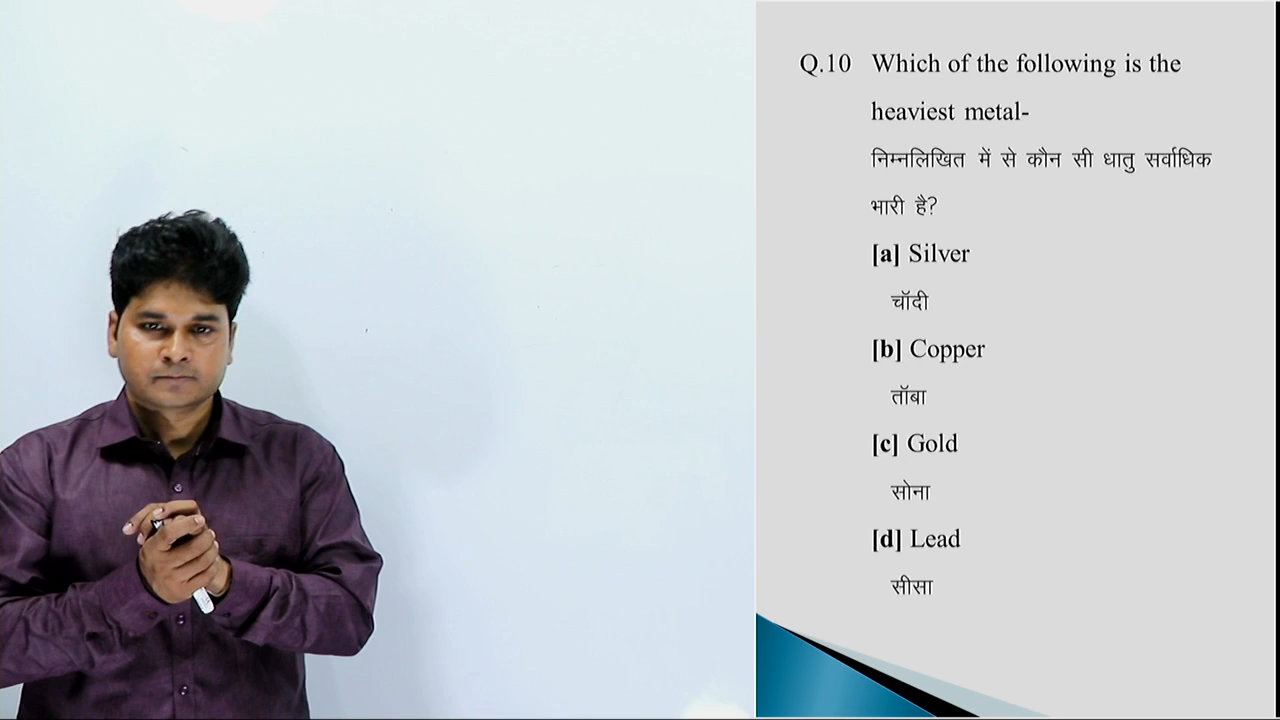 Q.10 Which of the following is the
heaviest metal-
निम्नलिखित में से कौन सी धातु सर्वाधिक
भारी है?
[a] Silver
चॉदी
[b] Copper
तॉबा
[c] Gold
सोना
[d] Lead
सीसा